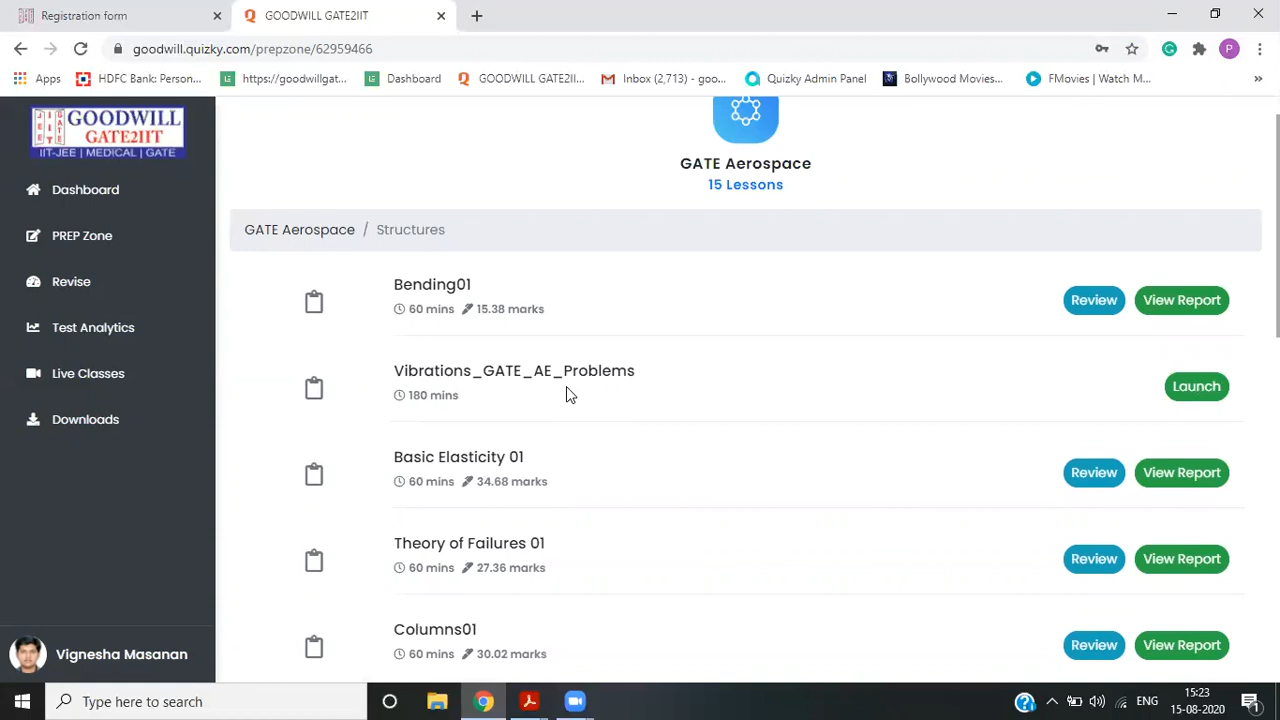 Registration form
GOODWILL GATE2IIT
goodwill.quizky.com/prepzone/62959466
P
Apps
HDFC Bank: Person...
https://goodwillgat...
Dashboard
GOODWILL GATE2II...
Inbox (2,713) - goo...
Quizky Admin Panel
Bollywood Movies...
FMovies | Watch M...
JEE IIT GATE
GOODWILL
GATE2IIT
IIT-JEE | MEDICAL | GATE
Dashboard
PREP Zone
Revise
Test Analytics
Live Classes
Downloads
Vignesha Masanan
GATE Aerospace
15 Lessons
GATE Aerospace / Structures
Bending01
60 mins 15.38 marks
Review View Report
Vibrations_GATE_AE_Problems
180 mins
Launch
Basic Elasticity 01
60 mins 34.68 marks
Review View Report
Theory of Failures 01
60 mins 27.36 marks
Review View Report
Columns01
60 mins 30.02 marks
Review View Report
Type here to search
ENG
15:23
15-08-2020
1